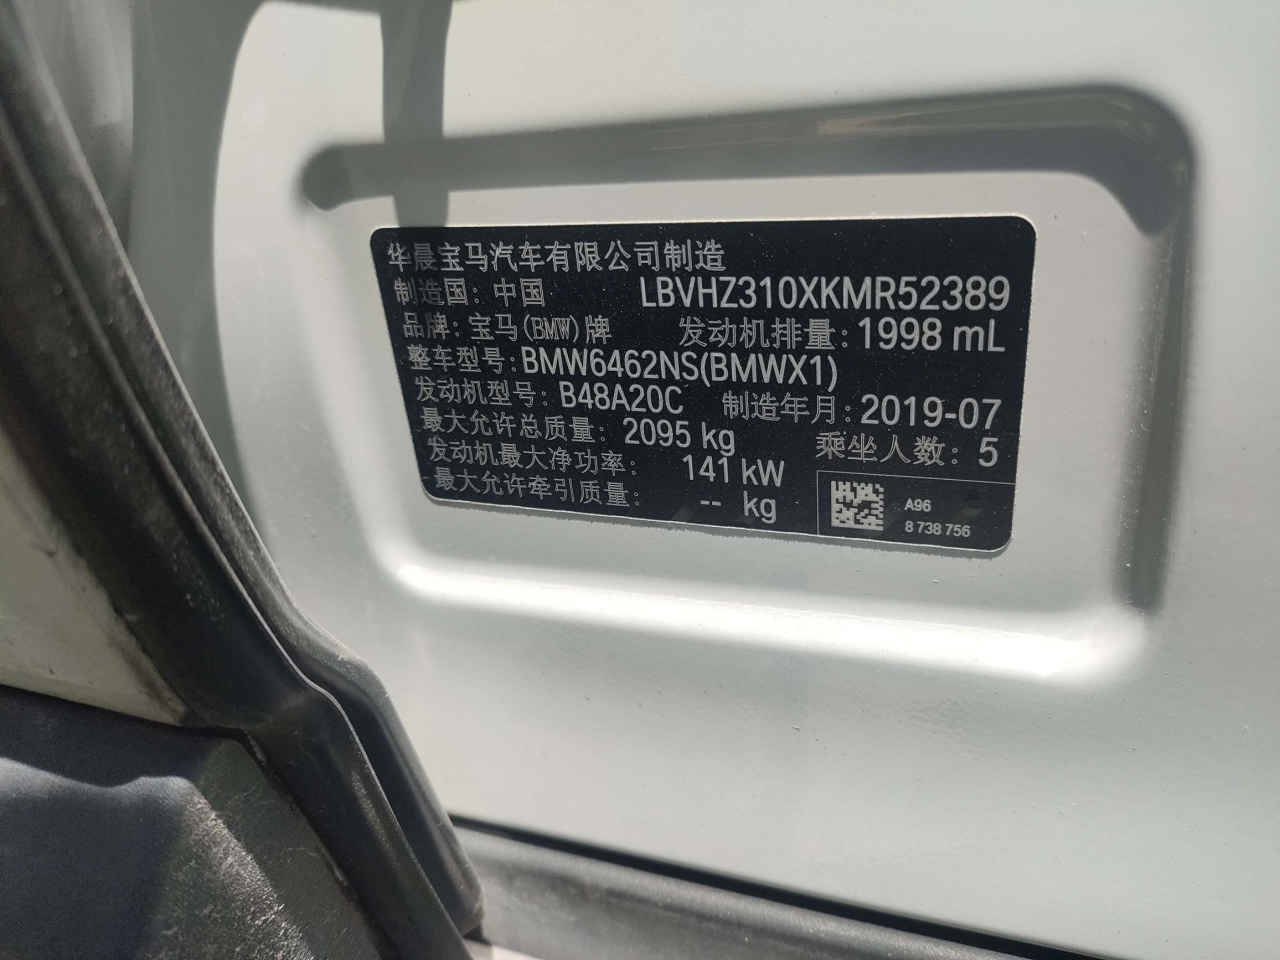 华晨宝马汽车有限公司制造
制造国: 中国 LBVHZ310XKMR52389
品牌: 宝马(BMW)牌 发动机排量: 1998 mL
整车型号: BMW6462NS(BMWX1)
发动机型号: B48A20C 制造年月: 2019-07
最大允许总质量: 2095 kg 乘坐人数: 5
发动机最大净功率: 141 kW
最大允许牵引质量: -- kg
A96
8 738 756